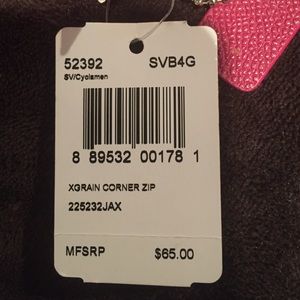 52392 SVB4G
SV/Cyclamen
8 89532 00178 1
XGRAIN CORNER ZIP
225232JAX
MFSRP $65.00